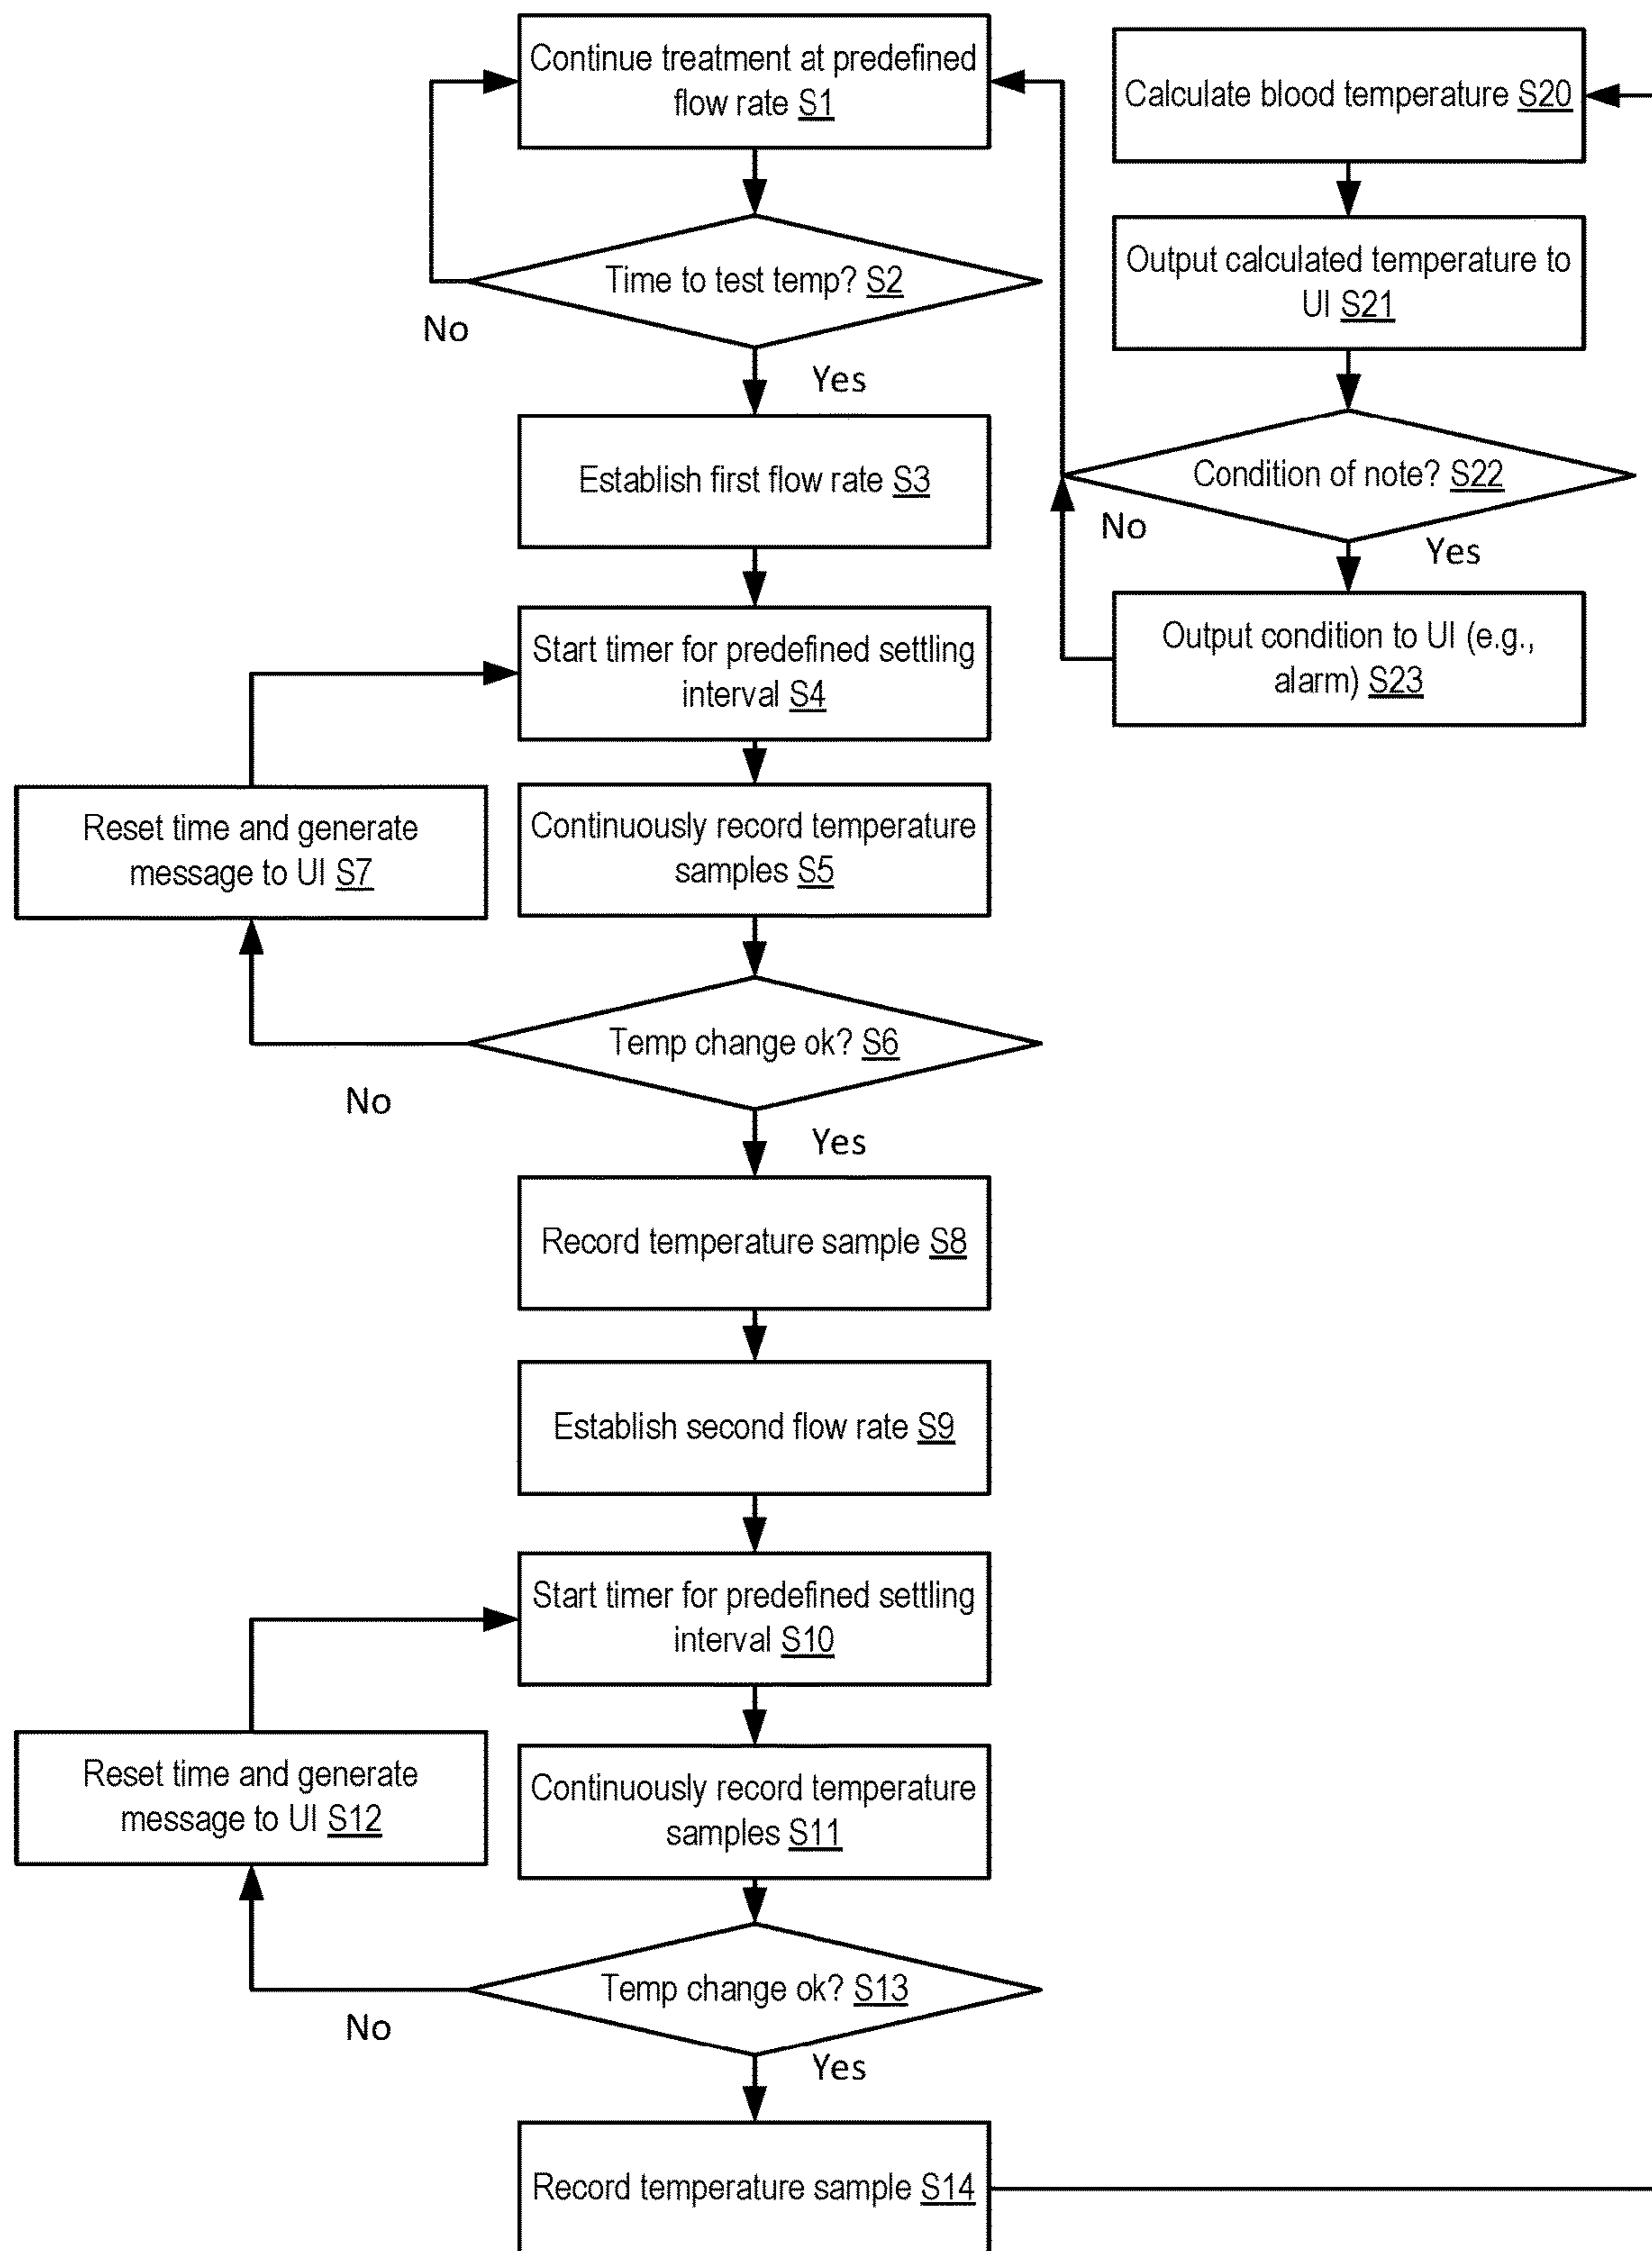 Continue treatment at predefined
flow rate S1
Time to test temp? S2
No
Yes
Establish first flow rate S3
Start timer for predefined settling
interval S4
Reset time and generate
message to UI S7
Continuously record temperature
samples S5
Temp change ok? S6
No
Yes
Record temperature sample S8
Establish second flow rate S9
Start timer for predefined settling
interval S10
Reset time and generate
message to UI S12
Continuously record temperature
samples S11
Temp change ok? S13
No
Yes
Record temperature sample S14
Calculate blood temperature S20
Output calculated temperature to
UI S21
Condition of note? S22
No
Yes
Output condition to UI (e.g.,
alarm) S23